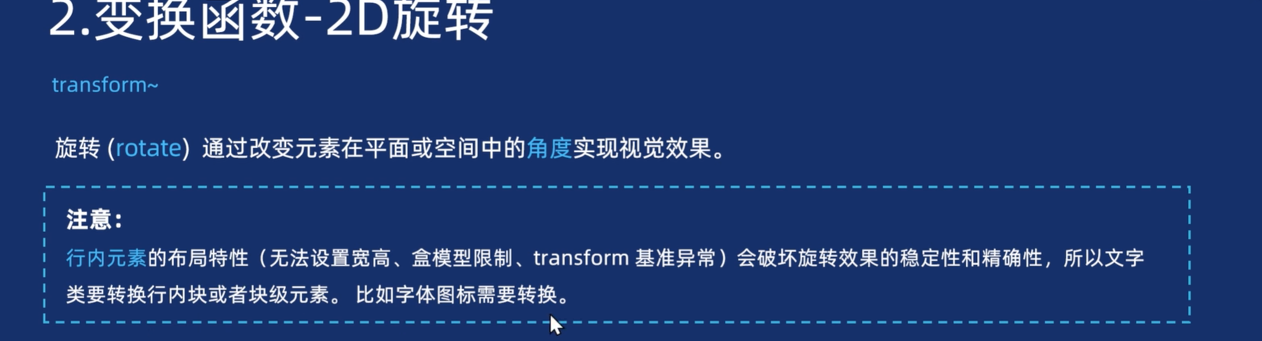 2.变换函数-2D旋转
transform~
旋转 (rotate) 通过改变元素在平面或空间中的角度实现视觉效果。
注意：
行内元素的布局特性（无法设置宽高、盒模型限制、transform 基准异常）会破坏旋转效果的稳定性和精确性，所以文字
类要转换行内块或者块级元素。 比如字体图标需要转换。